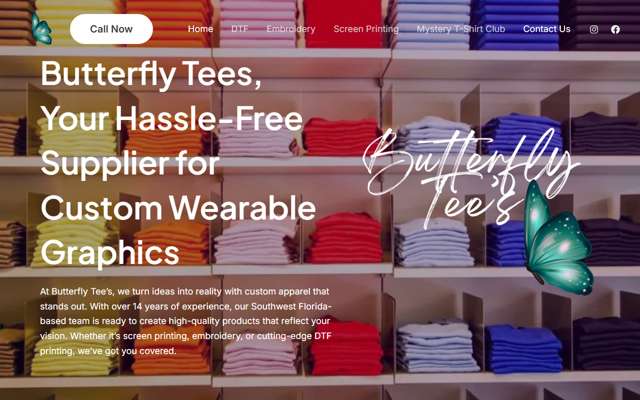 Call Now
Home
DTF
Embroidery
Screen Printing
Mystery T-Shirt Club
Contact Us
Butterfly Tees,
Your Hassle-Free
Supplier for
Custom Wearable
Graphics
Butterfly
Tee's
At Butterfly Tee's, we turn ideas into reality with custom apparel that
stands out. With over 14 years of experience, our Southwest Florida-
based team is ready to create high-quality products that reflect your
vision. Whether it's screen printing, embroidery, or cutting-edge DTF
printing, we've got you covered.